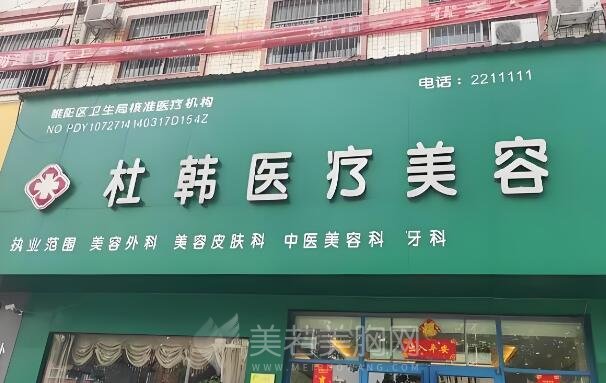 睢阳区卫生局核准医疗机构
NO PDY1072714140317D154Z
电话：2211111
杜韩医疗美容
执业范围 美容外科 美容皮肤科 中医美容科 牙科
出入平安
美若美胸网